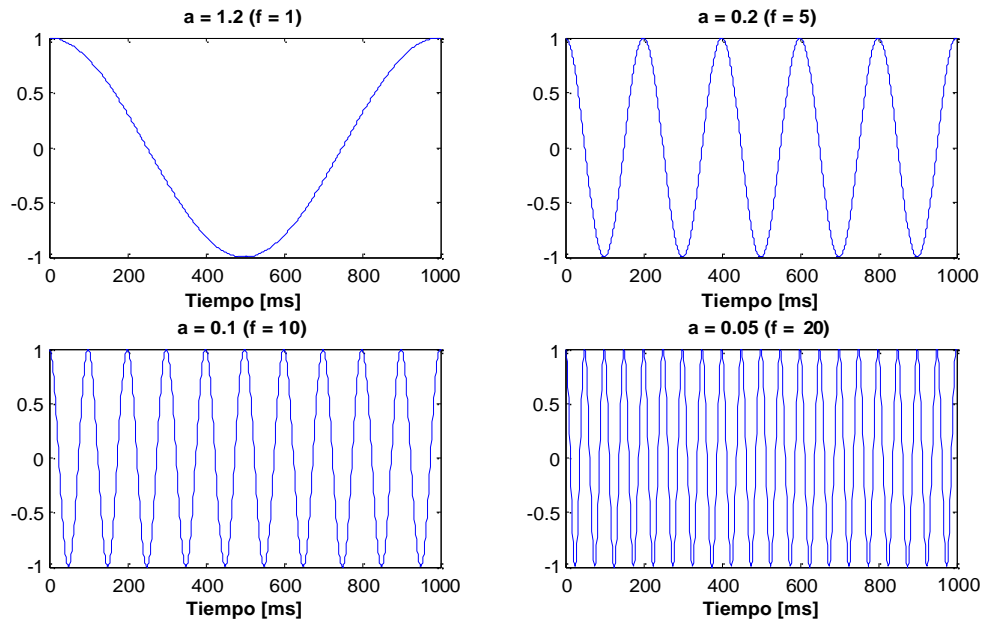 a = 1.2 (f = 1)
1
0.5
0
-0.5
-1
0 200 400 600 800 1000
Tiempo [ms]
a = 0.2 (f = 5)
1
0.5
0
-0.5
-1
0 200 400 600 800 1000
Tiempo [ms]
a = 0.1 (f = 10)
1
0.5
0
-0.5
-1
0 200 400 600 800 1000
Tiempo [ms]
a = 0.05 (f = 20)
1
0.5
0
-0.5
-1
0 200 400 600 800 1000
Tiempo [ms]